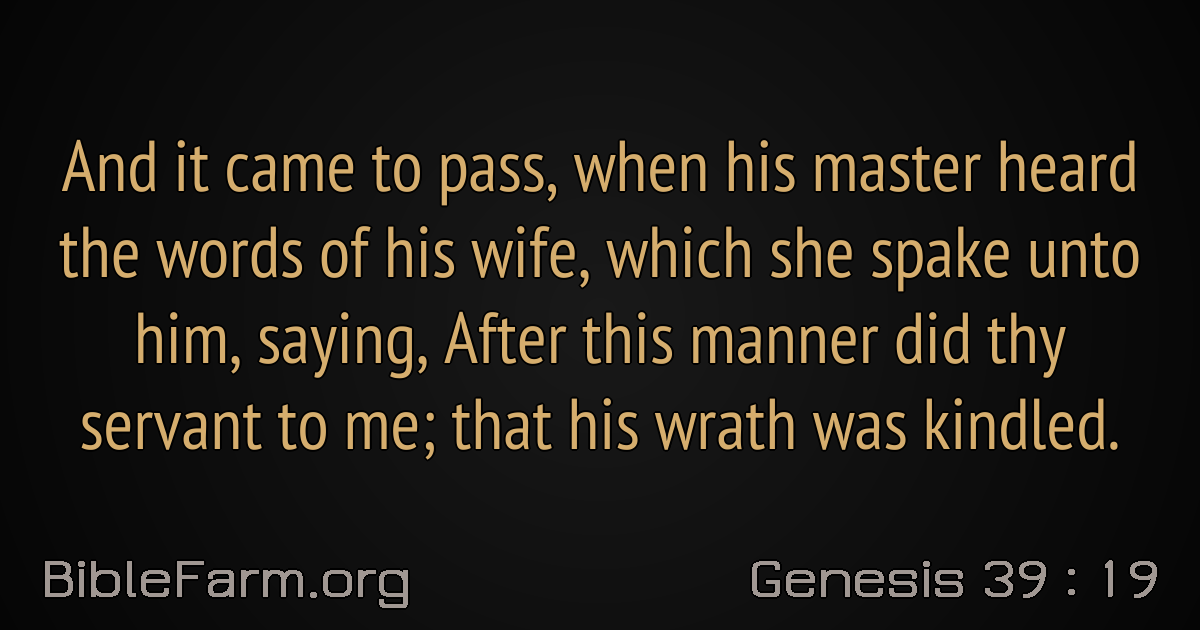 And it came to pass, when his master heard
the words of his wife, which she spake unto
him, saying, After this manner did thy
servant to me; that his wrath was kindled.
BibleFarm.org
Genesis 39 : 19